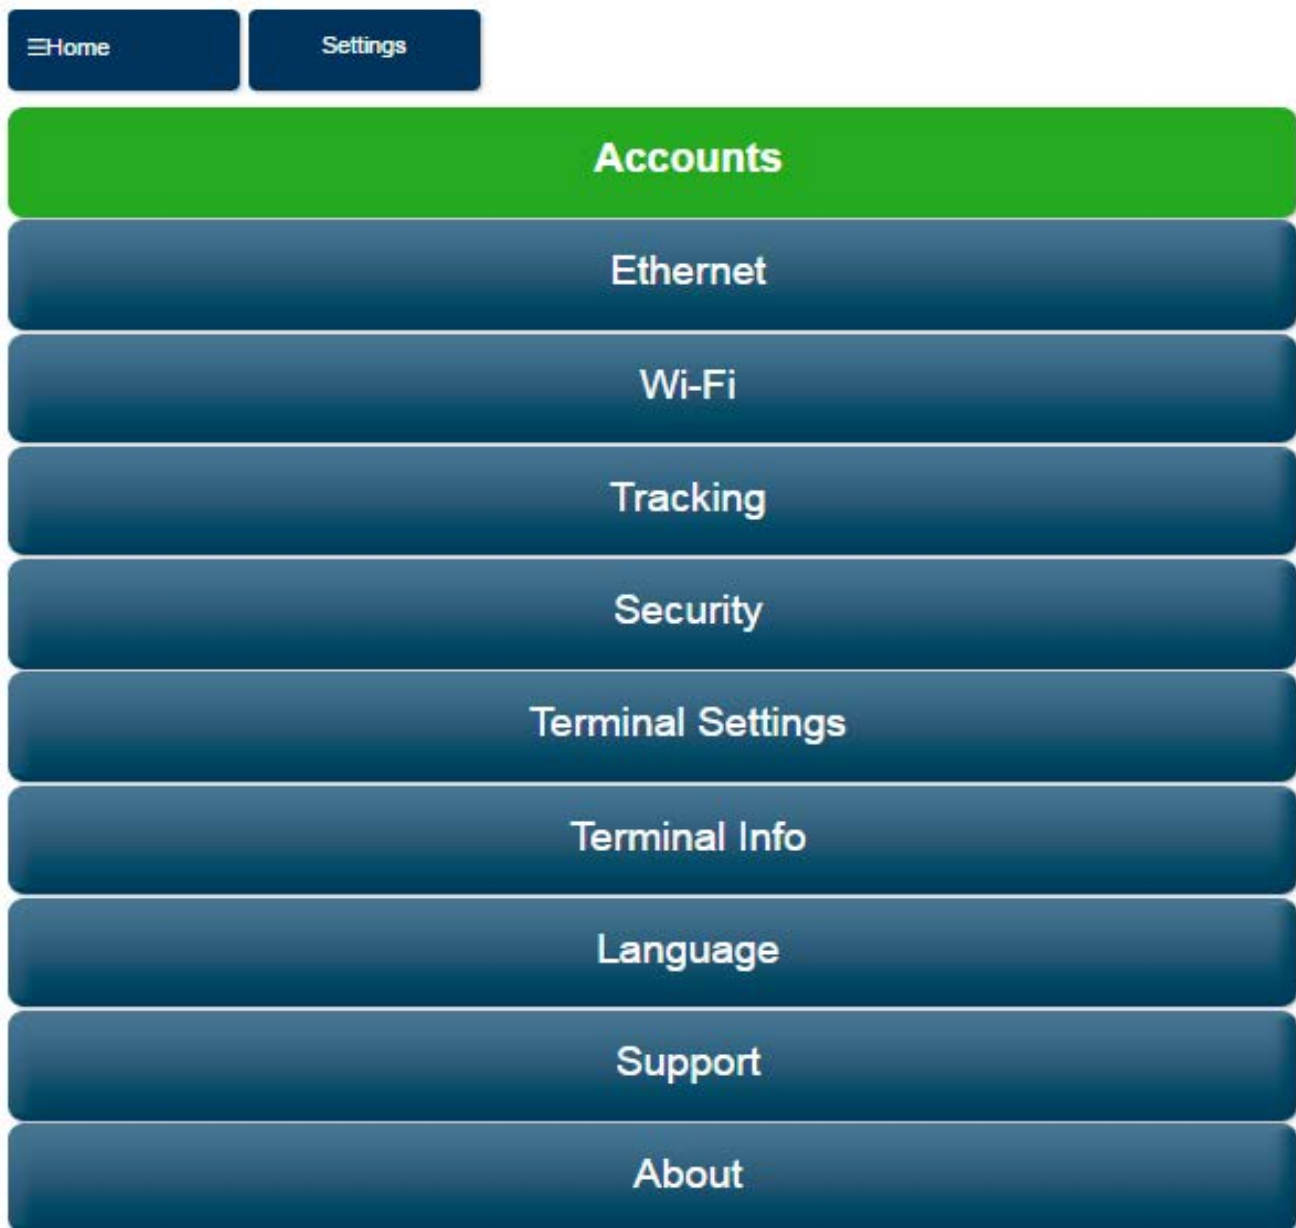 Home
Settings
Accounts
Ethernet
Wi-Fi
Tracking
Security
Terminal Settings
Terminal Info
Language
Support
About